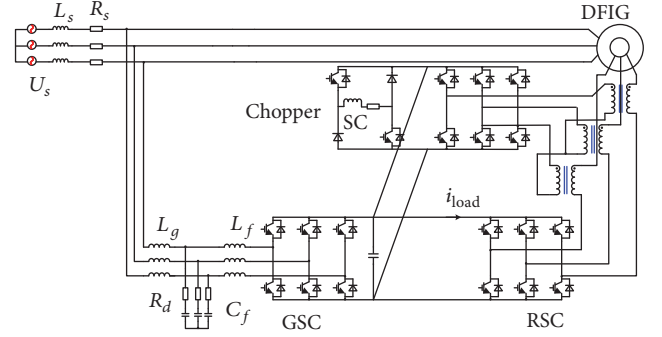 L_s R_s DFIG
U_s
Chopper SC
i_load
L_g L_f
R_d C_f GSC RSC